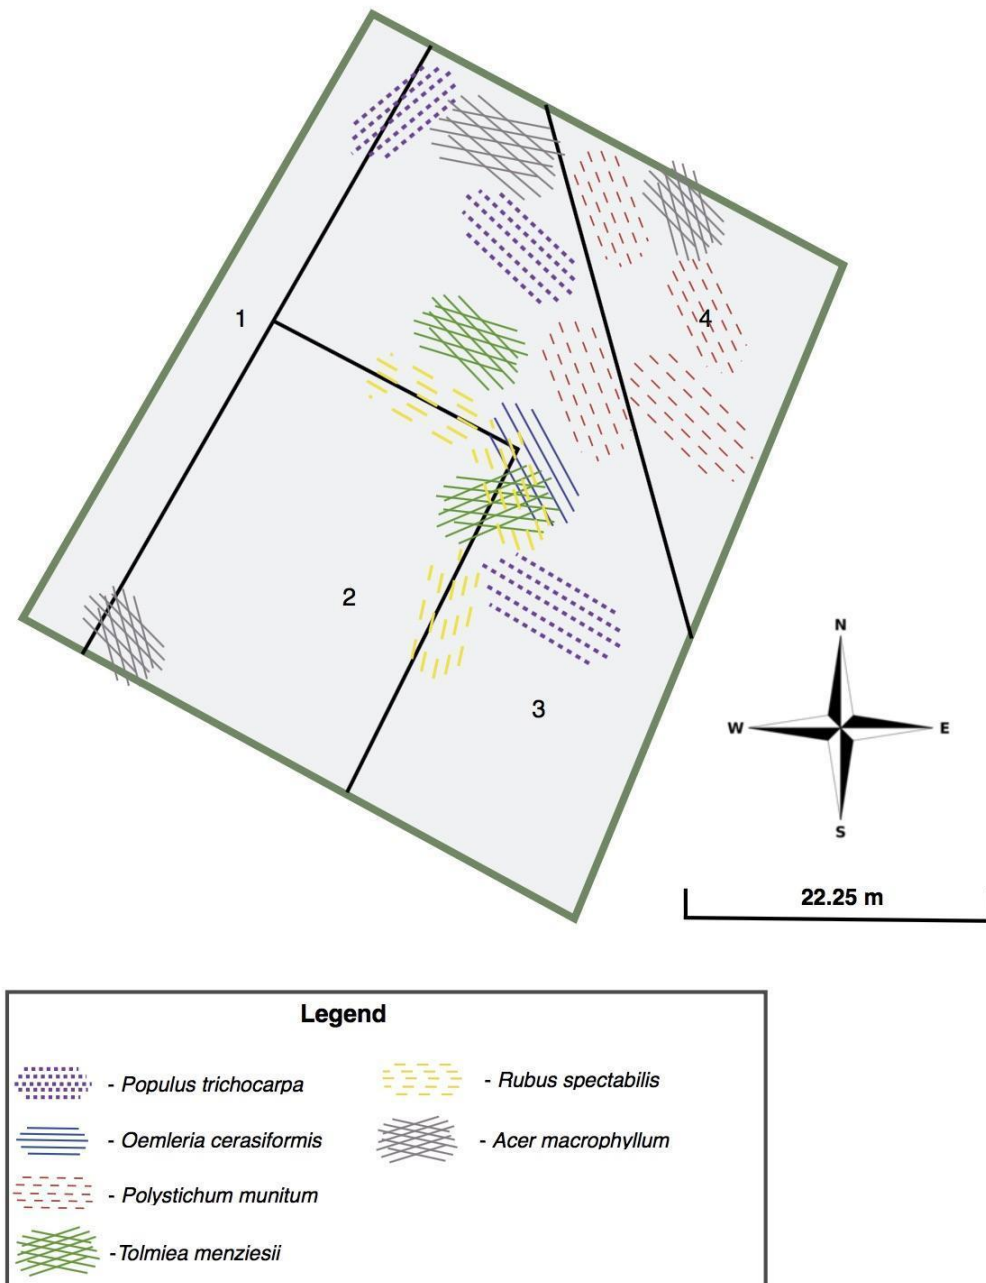 1
4
2
3
N
W
E
S
22.25 m
Legend
- Populus trichocarpa
- Rubus spectabilis
- Oemleria cerasiformis
- Acer macrophyllum
- Polystichum munitum
-Tolmiea menziesii